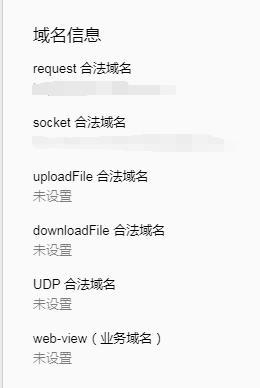 域名信息
request 合法域名
socket 合法域名
uploadFile 合法域名
未设置
downloadFile 合法域名
未设置
UDP 合法域名
未设置
web-view（业务域名）
未设置